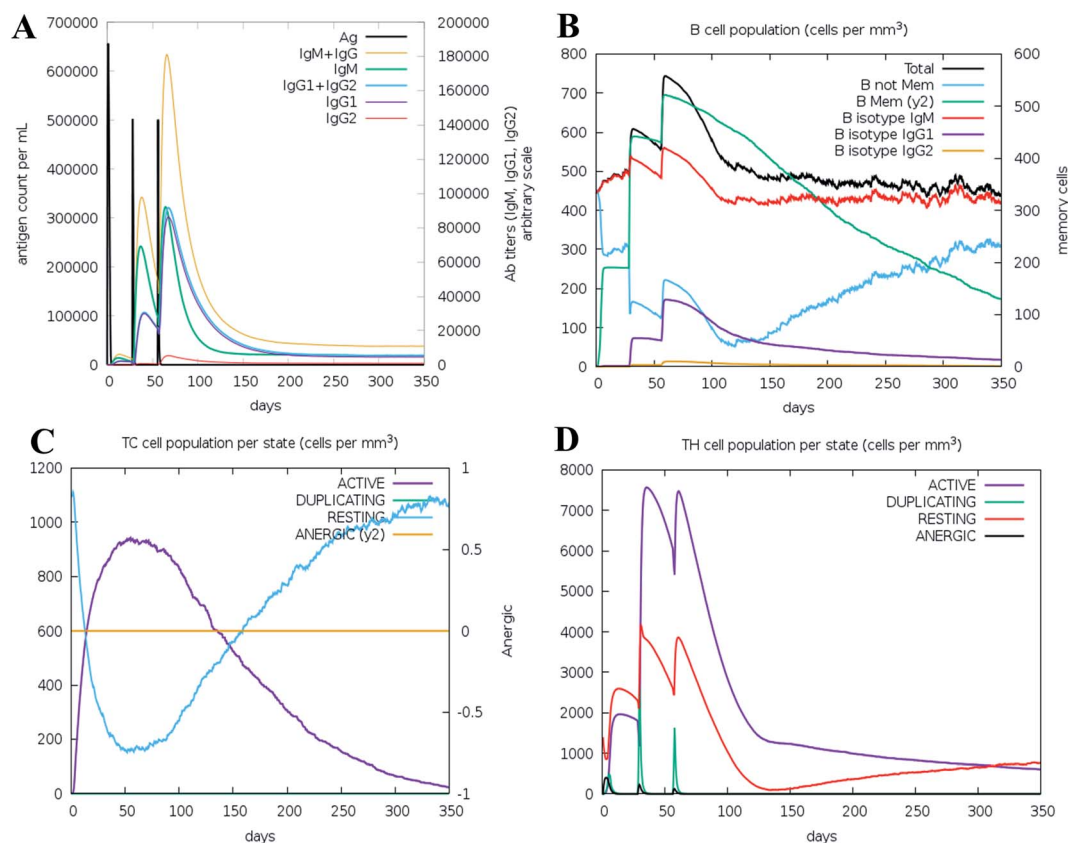 A
700000
600000
500000
400000
300000
200000
100000
0
antigen count per mL
Ag
IgM+IgG
IgM
IgG1+IgG2
IgG1
IgG2
200000
180000
160000
140000
120000
100000
80000
60000
40000
20000
0
Ab titers (IgM, IgG1, IgG2)
arbitrary scale
0 50 100 150 200 250 300 350
days
B
B cell population (cells per mm³)
800
700
600
500
400
300
200
100
0
Total
B not Mem
B Mem (y2)
B isotype IgM
B isotype IgG1
B isotype IgG2
600
500
400
300
200
100
0
memory cells
0 50 100 150 200 250 300 350
days
C
TC cell population per state (cells per mm³)
1200
1000
800
600
400
200
0
ACTIVE
DUPLICATING
RESTING
ANERGIC (y2)
1
0.5
0
-0.5
-1
Anergic
0 50 100 150 200 250 300 350
days
D
TH cell population per state (cells per mm³)
8000
7000
6000
5000
4000
3000
2000
1000
0
ACTIVE
DUPLICATING
RESTING
ANERGIC
0 50 100 150 200 250 300 350
days